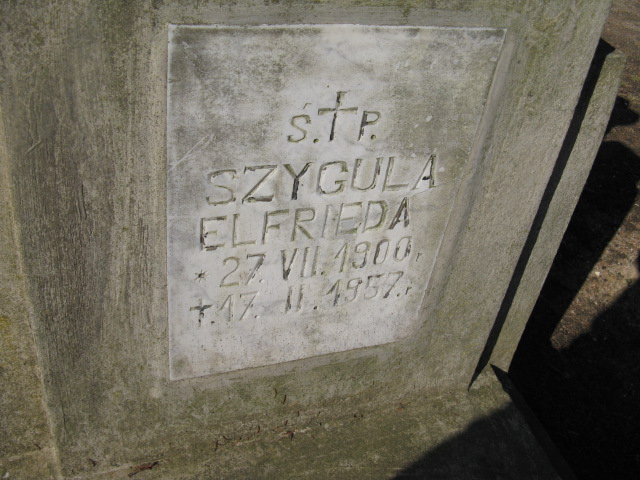 Ś.†P.
SZYGULA
ELFRIEDA
* 27. VII. 1900 r
† 17. II. 1957. r